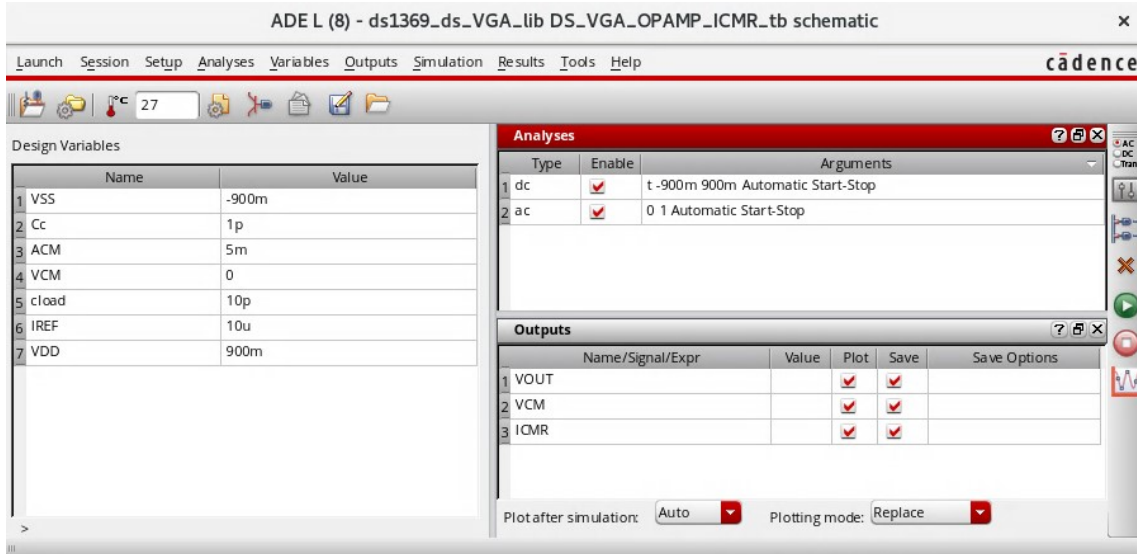 ADE L (8) - ds1369_ds_VGA_lib DS_VGA_OPAMP_ICMR_tb schematic ×
Launch Session Setup Analyses Variables Outputs Simulation Results Tools Help cādence
°C 27
Design Variables
Name Value
1 VSS -900m
2 Cc 1p
3 ACM 5m
4 VCM 0
5 cload 10p
6 IREF 10u
7 VDD 900m
>
Analyses
Type Enable Arguments
1 dc t -900m 900m Automatic Start-Stop
2 ac 0 1 Automatic Start-Stop
Outputs
Name/Signal/Expr Value Plot Save Save Options
1 VOUT
2 VCM
3 ICMR
Plot after simulation: Auto Plotting mode: Replace
AC
DC
Tran